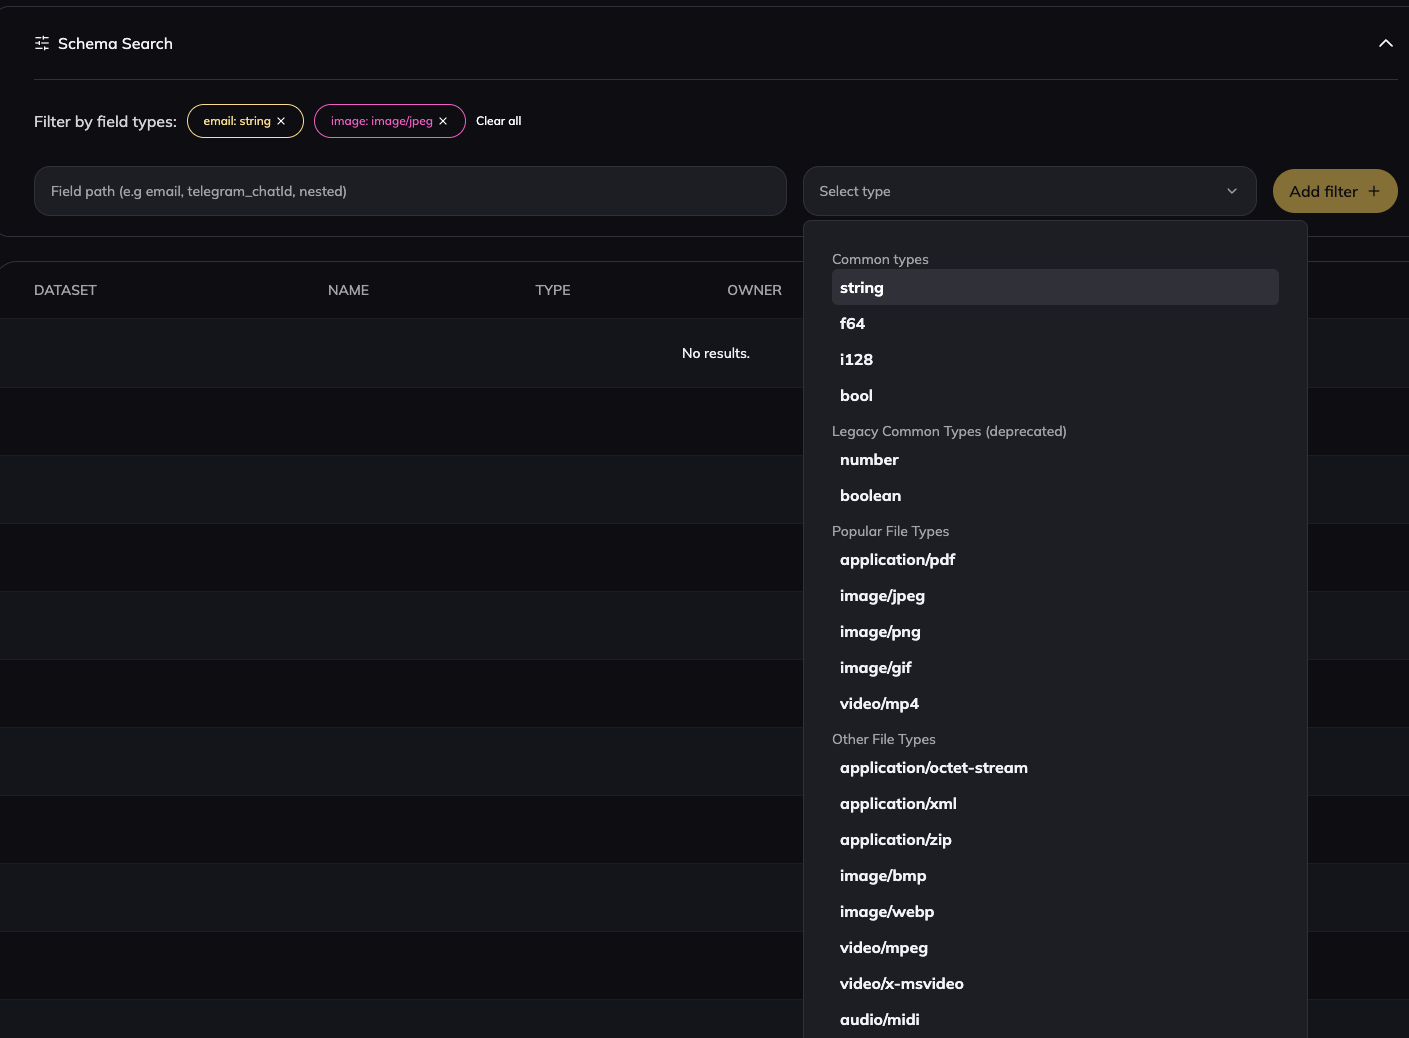 Schema Search
Filter by field types: email: string × image: image/jpeg × Clear all
Field path (e.g email, telegram_chatId, nested) Select type Add filter +
Common types
string
f64
i128
bool
Legacy Common Types (deprecated)
number
boolean
Popular File Types
application/pdf
image/jpeg
image/png
image/gif
video/mp4
Other File Types
application/octet-stream
application/xml
application/zip
image/bmp
image/webp
video/mpeg
video/x-msvideo
audio/midi
DATASET NAME TYPE OWNER
No results.